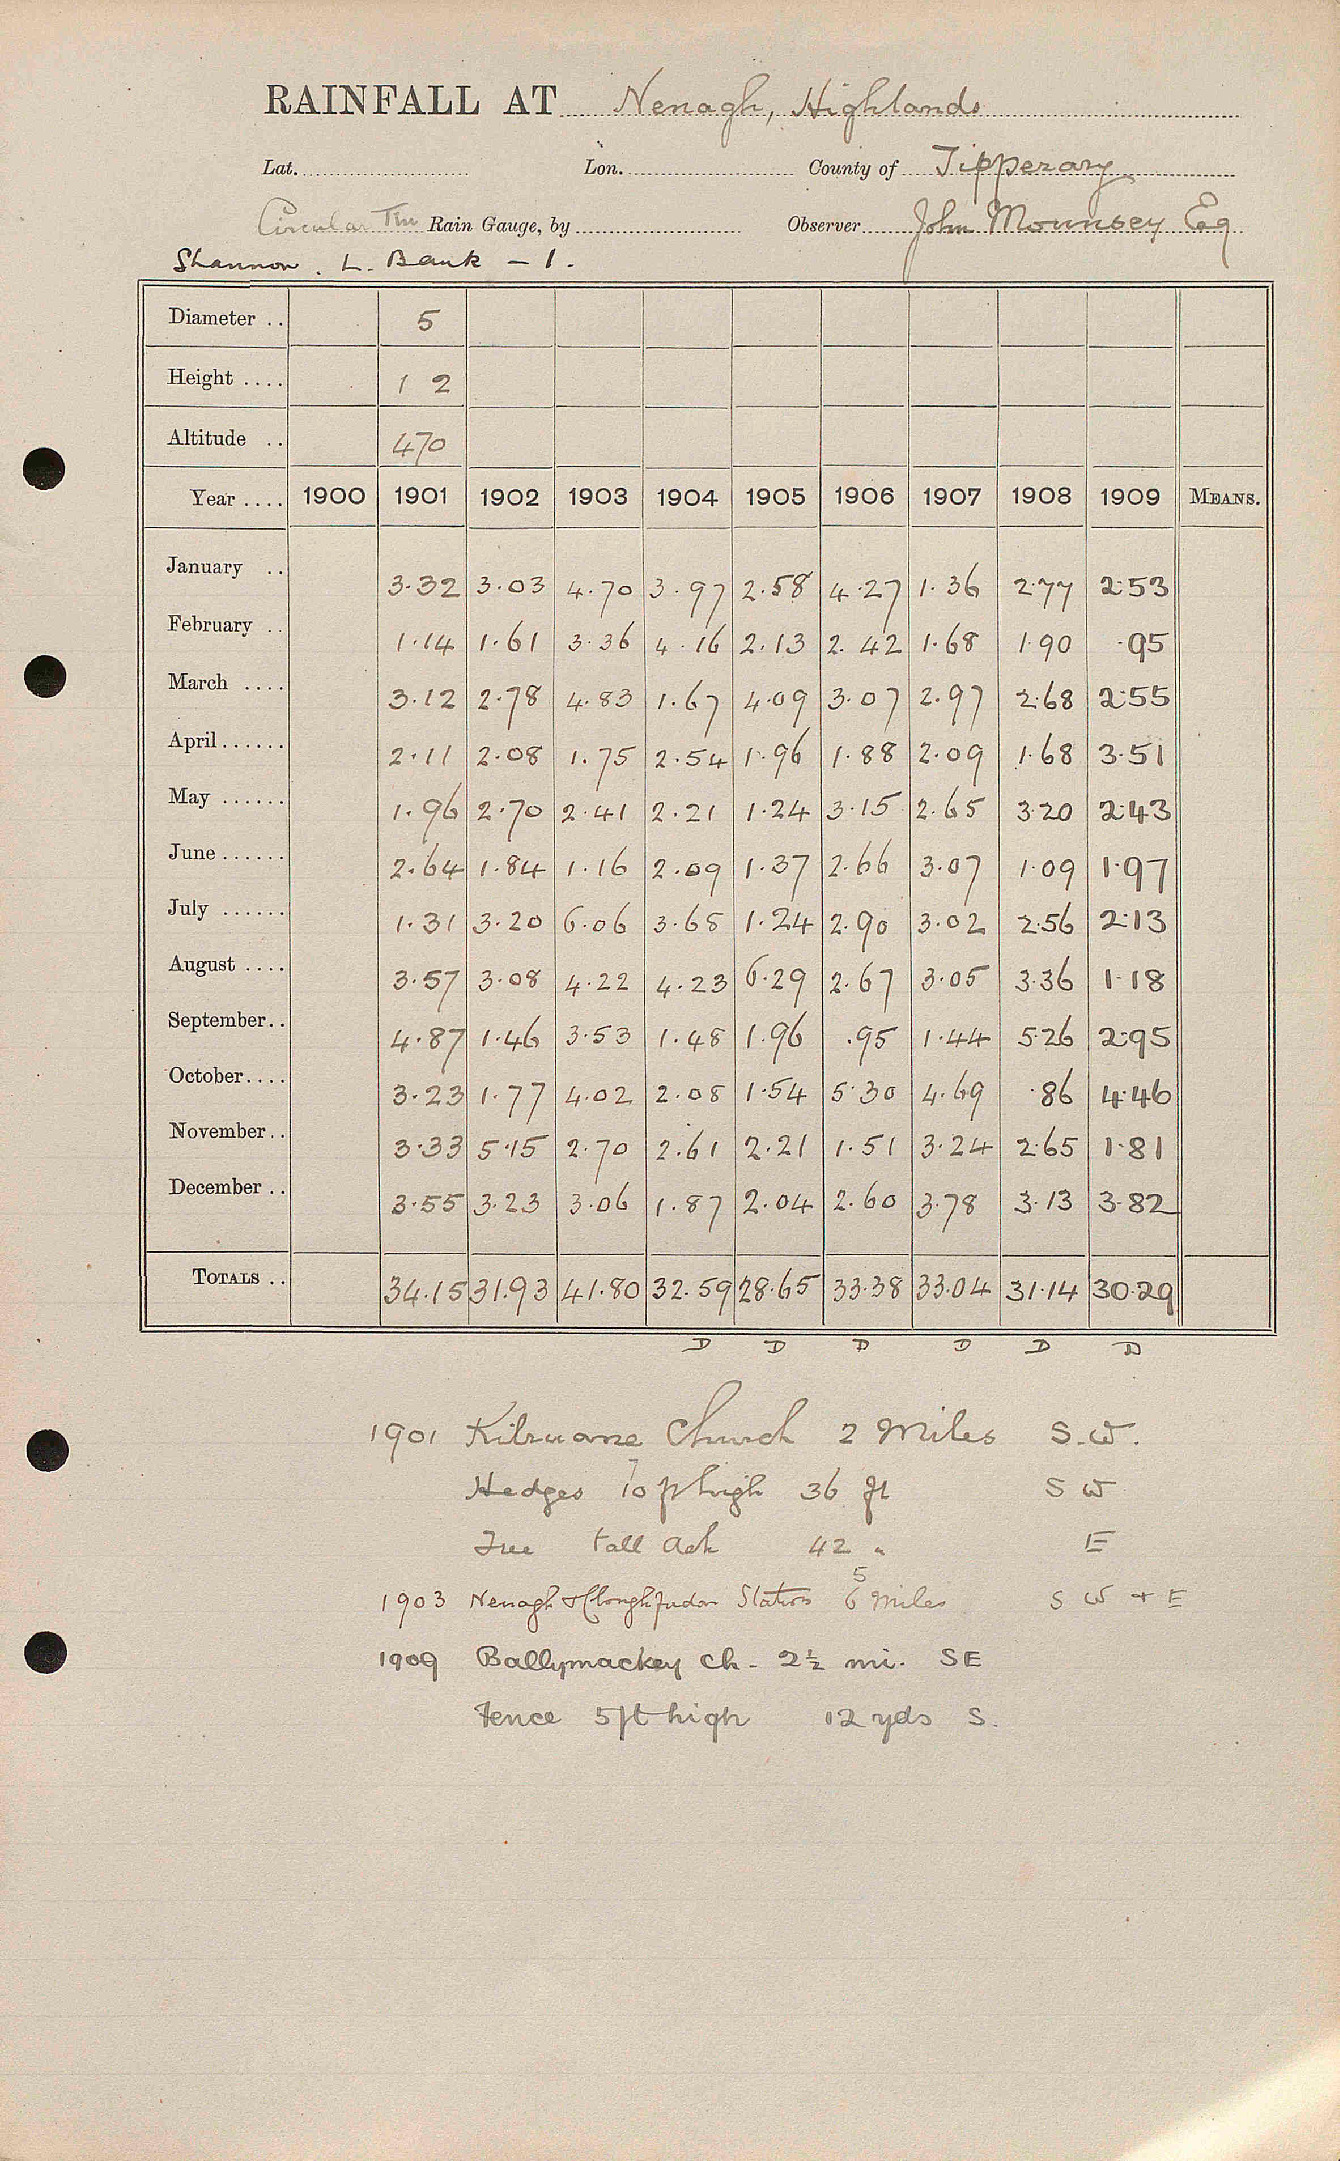 RAINFALL AT Nenagh, Highlands
Lat. Lon. County of Tipperary
Circular Tin Rain Gauge, by Observer John Mounsey Esq
Shannon. L. Bank - 1.
Diameter .. 5
Height .... 1 2
Altitude .. 470
Year .... 1900 1901 1902 1903 1904 1905 1906 1907 1908 1909 MEANS.
January .. 3.32 3.03 4.70 3.97 2.58 4.27 1.36 2.77 2.53
February .. 1.14 1.61 3.36 4.16 2.13 2.42 1.68 1.90 .95
March .... 3.12 2.78 4.83 1.67 4.09 3.07 2.97 2.68 2.55
April...... 2.11 2.08 1.75 2.54 1.96 1.88 2.09 1.68 3.51
May ...... 1.96 2.70 2.41 2.21 1.24 3.15 2.65 3.20 2.43
June...... 2.64 1.84 1.16 2.09 1.37 2.66 3.07 1.09 1.97
July ...... 1.31 3.20 6.06 3.65 1.24 2.90 3.02 2.56 2.13
August .... 3.57 3.08 4.22 4.23 6.29 2.67 3.05 3.36 1.18
September.. 4.87 1.46 3.53 1.48 1.96 .95 1.44 5.26 2.95
October.... 3.23 1.77 4.02 2.08 1.54 5.30 4.69 .86 4.46
November.. 3.33 5.15 2.70 2.61 2.21 1.51 3.24 2.65 1.81
December .. 3.55 3.23 3.06 1.87 2.04 2.60 3.78 3.13 3.82
TOTALS .. 34.15 31.93 41.80 32.59 28.65 33.38 33.04 31.14 30.29
D D D D D D
1901 Kilruane Church 2 Miles S.W.
Hedges 10 ft high 36 ft S W
Tree tall Ash 42 " E
1903 Nenagh & Cloughjudan Station 5 6 Miles S W + E
1909 Ballymackey ch. 2½ mi. SE
Fence 5ft high 12 yds S.